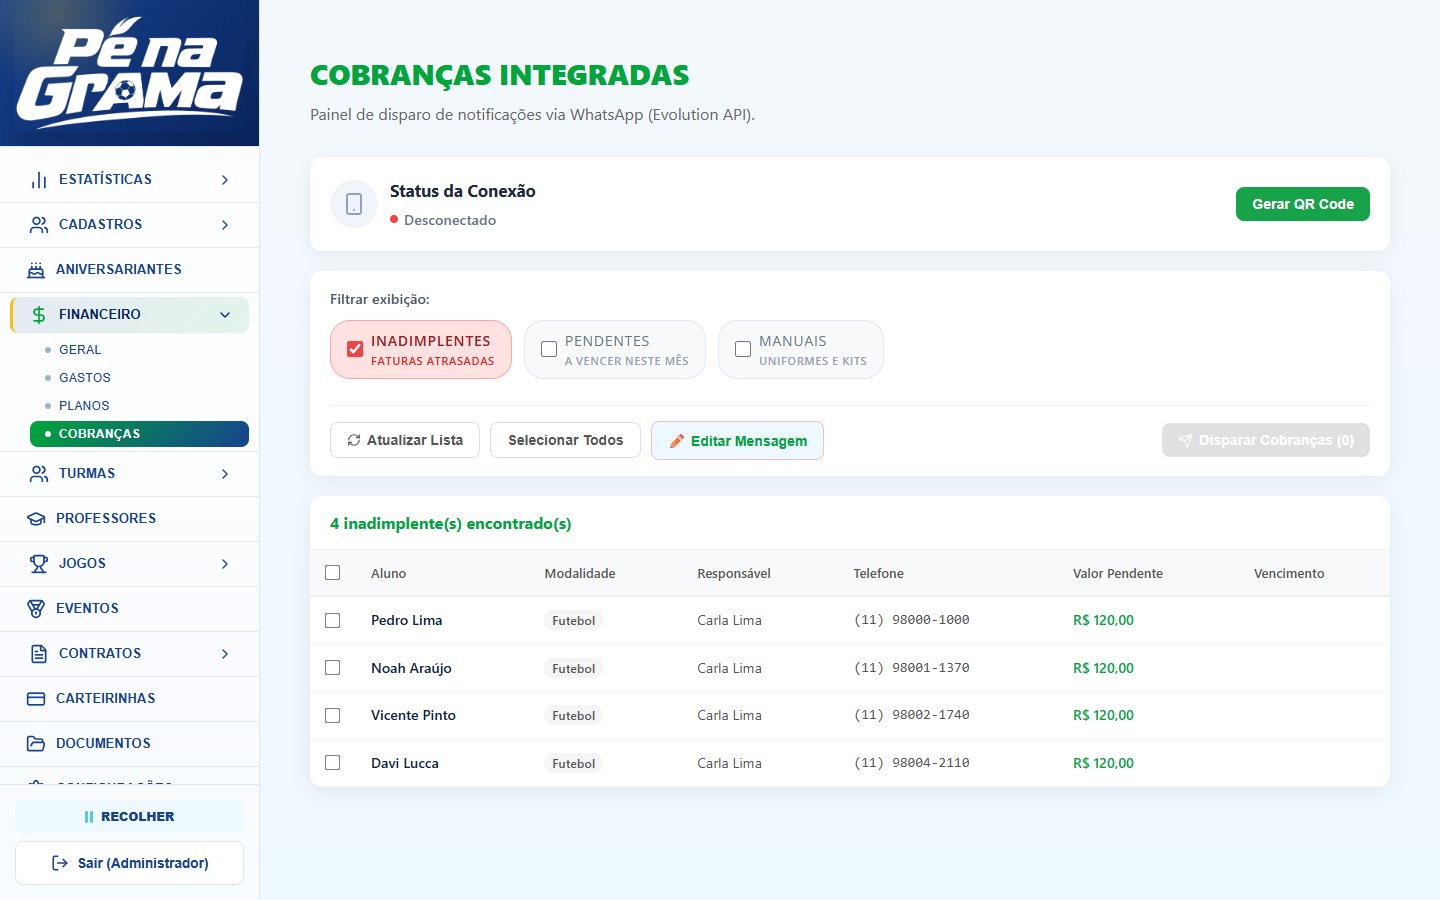 Pé na
Grama
ESTATÍSTICAS
CADASTROS
ANIVERSARIANTES
FINANCEIRO
GERAL
GASTOS
PLANOS
COBRANÇAS
TURMAS
PROFESSORES
JOGOS
EVENTOS
CONTRATOS
CARTEIRINHAS
DOCUMENTOS
RECOLHER
Sair (Administrador)
COBRANÇAS INTEGRADAS
Painel de disparo de notificações via WhatsApp (Evolution API).
Status da Conexão
Desconectado
Gerar QR Code
Filtrar exibição:
INADIMPLENTES
FATURAS ATRASADAS
PENDENTES
A VENCER NESTE MÊS
MANUAIS
UNIFORMES E KITS
Atualizar Lista
Selecionar Todos
Editar Mensagem
Disparar Cobranças (0)
4 inadimplente(s) encontrado(s)
Aluno Modalidade Responsável Telefone Valor Pendente Vencimento
Pedro Lima Futebol Carla Lima (11) 98000-1000 R$ 120,00
Noah Araújo Futebol Carla Lima (11) 98001-1370 R$ 120,00
Vicente Pinto Futebol Carla Lima (11) 98002-1740 R$ 120,00
Davi Lucca Futebol Carla Lima (11) 98004-2110 R$ 120,00